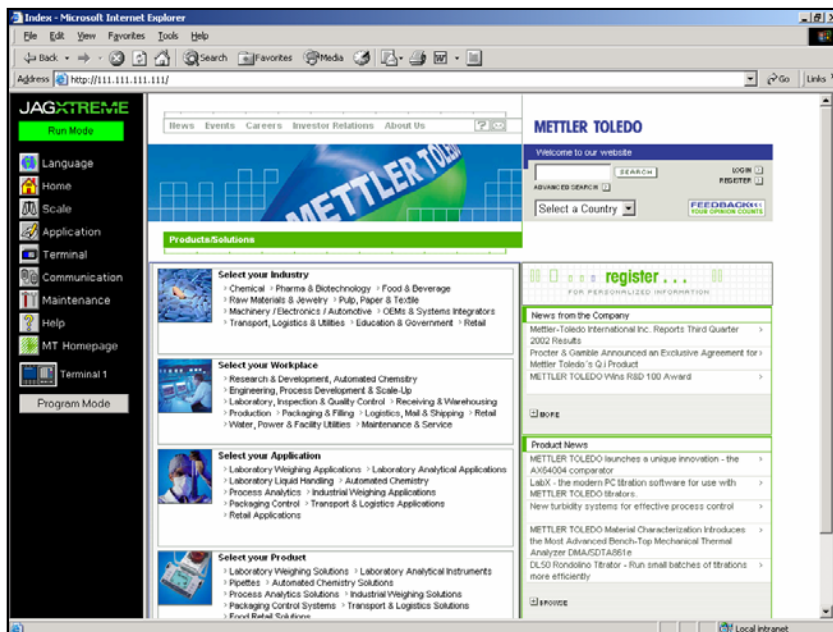 Index - Microsoft Internet Explorer
File Edit View Favorites Tools Help
Back Search Favorites Media
Address http://111.111.111.111/ Go Links
JAGXTREME
Run Mode
Language
Home
Scale
Application
Terminal
Communication
Maintenance
Help
MT Homepage
Terminal 1
Program Mode
News Events Careers Investor Relations About Us
METTLER TOLEDO
METTLER TOLEDO
Welcome to our website
SEARCH
LOGIN
REGISTER
ADVANCED SEARCH
Select a Country
FEEDBACK
YOUR OPINION COUNTS
Products/Solutions
Select your Industry
Chemical Pharma & Biotechnology Food & Beverage
Raw Materials & Jewelry Pulp, Paper & Textile
Machinery / Electronics / Automotive OEMs & Systems Integrators
Transport, Logistics & Utilities Education & Government Retail
Select your Workplace
Research & Development, Automated Chemsitry
Engineering, Process Development & Scale-Up
Laboratory, Inspection & Quality Control Receiving & Warehousing
Production Packaging & Filling Logistics, Mail & Shipping Retail
Water, Power & Facility Utilities Maintenance & Service
Select your Application
Laboratory Weighing Applications Laboratory Analytical Applications
Laboratory Liquid Handling Automated Chemistry
Process Analytics Industrial Weighing Applications
Packaging Control Transport & Logistics Applications
Retail Applications
Select your Product
Laboratory Weighing Solutions Laboratory Analytical Instruments
Pipettes Automated Chemistry Solutions
Process Analytics Solutions Industrial Weighing Solutions
Packaging Control Systems Transport & Logistics Solutions
Food Retail Solutions
register . . .
FOR PERSONALIZED INFORMATION
News from the Company
Mettler-Toledo International Inc. Reports Third Quarter
2002 Results
Procter & Gamble Announced an Exclusive Agreement for
Mettler Toledo´s Q.i Product
METTLER TOLEDO Wins R&D 100 Award
MORE
Product News
METTLER TOLEDO launches a unique innovation - the
AX64004 comparator
LabX - the modern PC titration software for use with
METTLER TOLEDO titrators.
New turbidity systems for effective process control
METTLER TOLEDO Material Characterization Introduces
the Most Advanced Bench-Top Mechanical Thermal
Analyzer DMA/SDTA861e
DL50 Rondolino Titrator - Run small batches of titrations
more efficiently
BROWSE
Local intranet